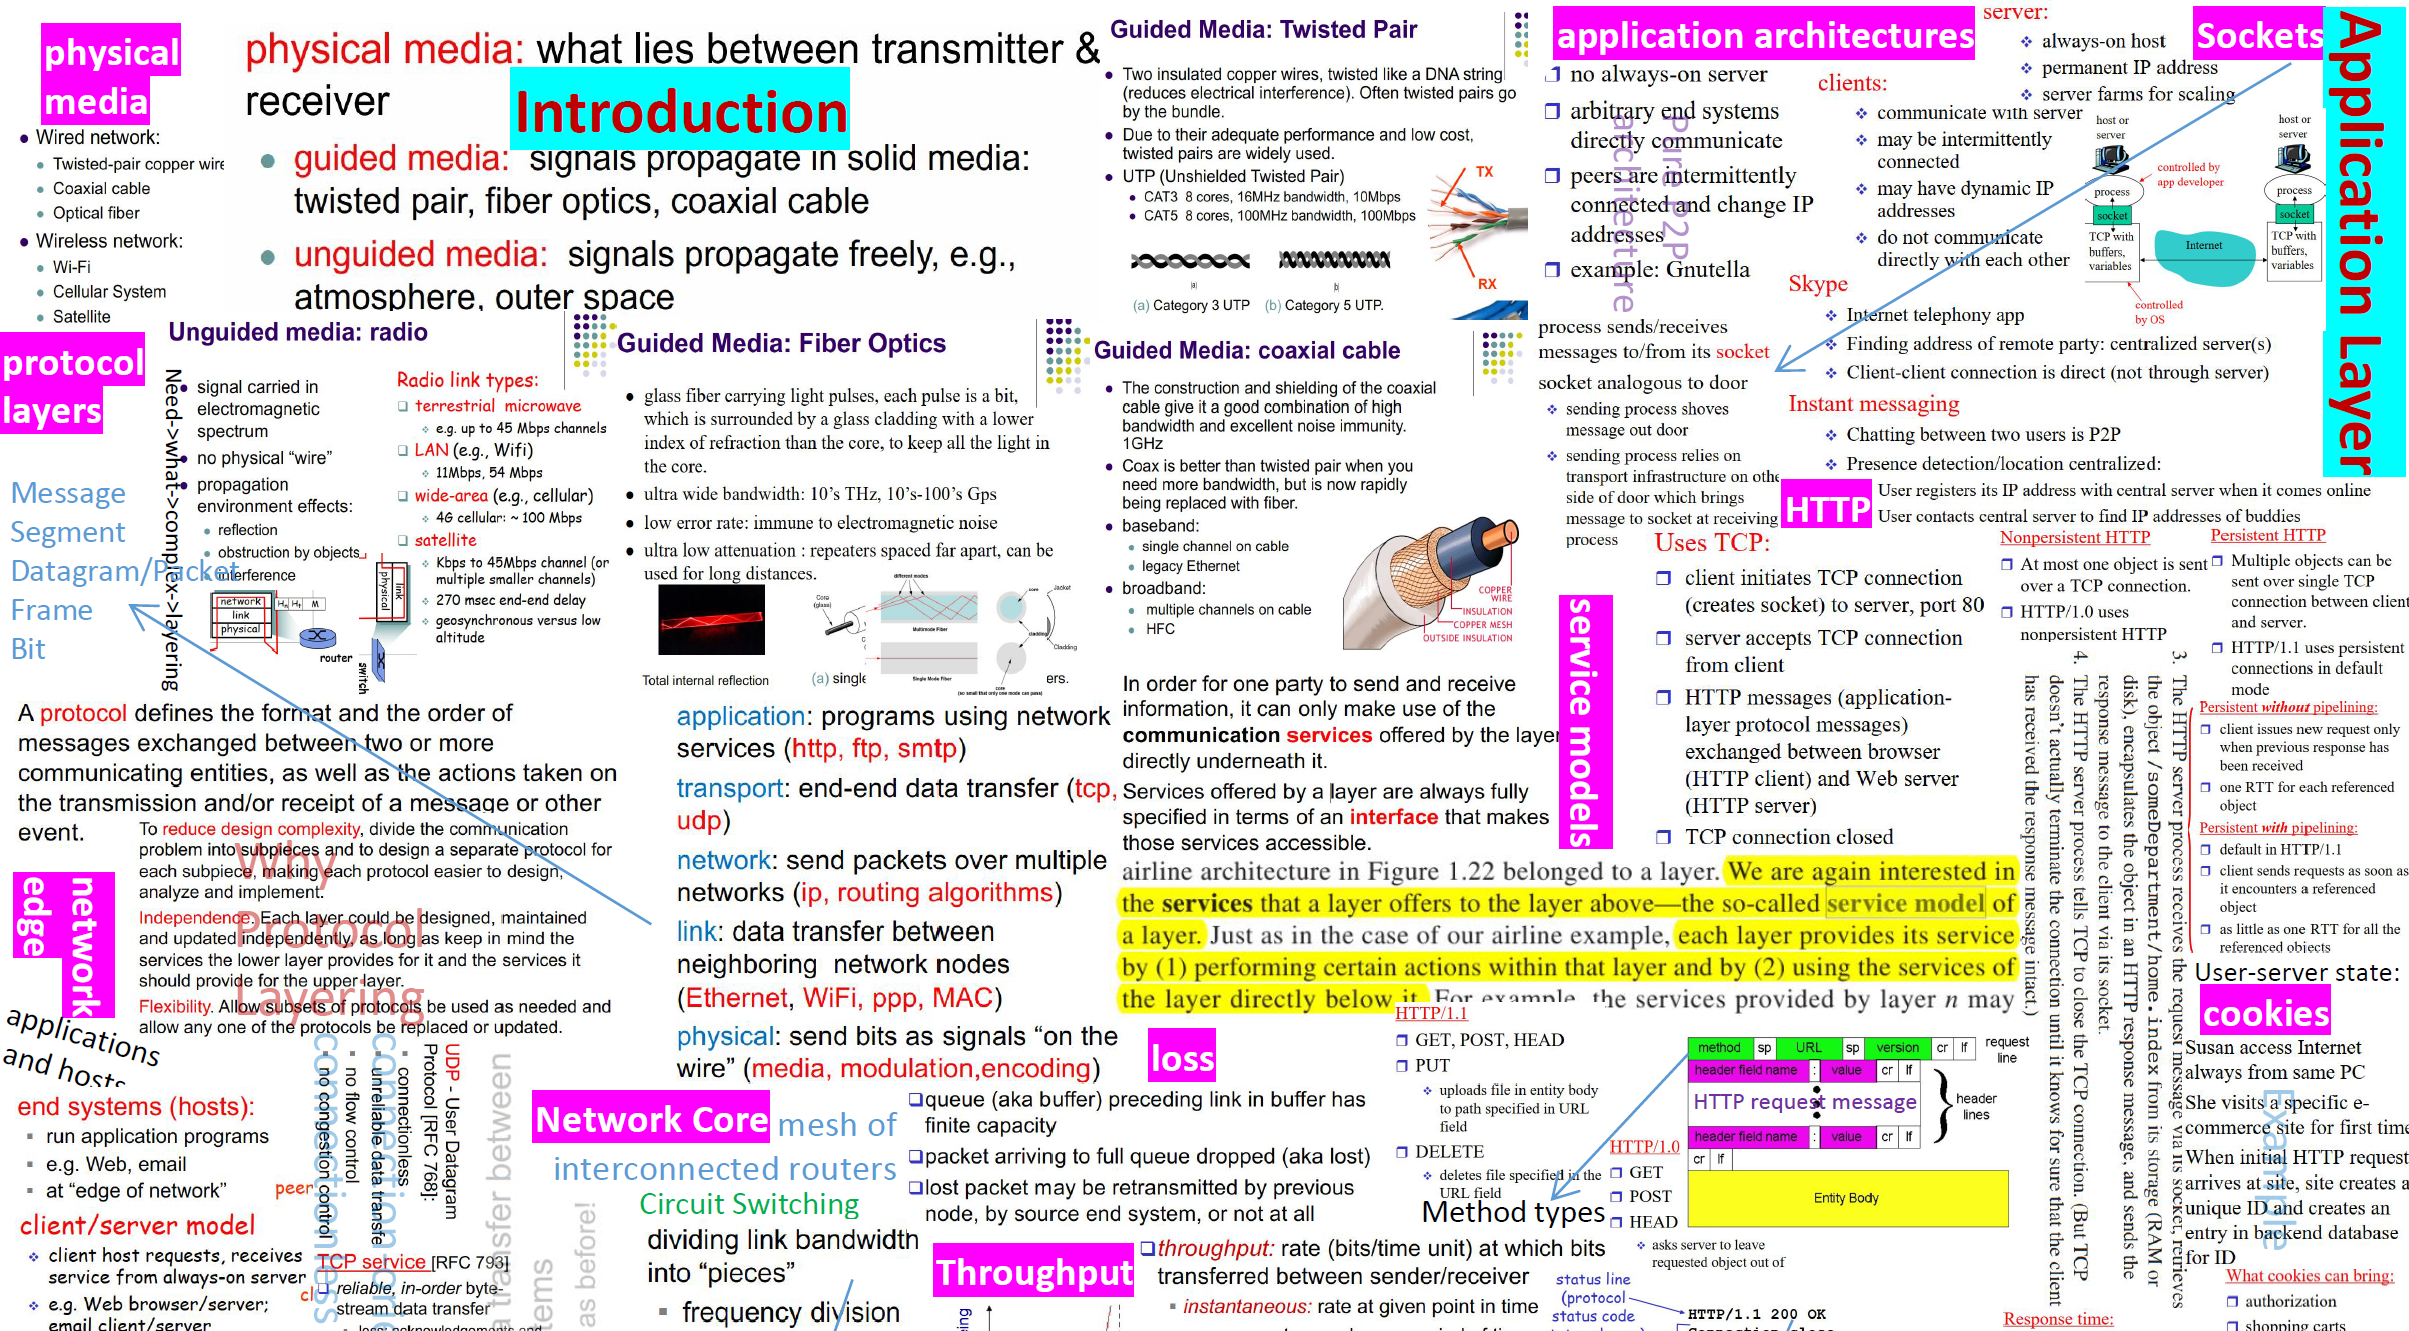 physical
media
Wired network:
Twisted-pair copper wire
Coaxial cable
Optical fiber
Wireless network:
Wi-Fi
Cellular System
Satellite
physical media: what lies between transmitter &
receiver
Introduction
guided media: signals propagate in solid media:
twisted pair, fiber optics, coaxial cable
unguided media: signals propagate freely, e.g.,
atmosphere, outer space
Guided Media: Twisted Pair
Two insulated copper wires, twisted like a DNA string
(reduces electrical interference). Often twisted pairs go
by the bundle.
Due to their adequate performance and low cost,
twisted pairs are widely used.
UTP (Unshielded Twisted Pair)
CAT3 8 cores, 16MHz bandwidth, 10Mbps
CAT5 8 cores, 100MHz bandwidth, 100Mbps
TX
RX
(a)
(b)
(a) Category 3 UTP
(b) Category 5 UTP.
application architectures
no always-on server
arbitrary end systems
directly communicate
peers are intermittently
connected and change IP
addresses
example: Gnutella
Pure P2P
architecture
server:
always-on host
permanent IP address
server farms for scaling
clients:
communicate with server
may be intermittently
connected
may have dynamic IP
addresses
do not communicate
directly with each other
Sockets
Application Layer
host or
server
process
socket
TCP with
buffers,
variables
controlled by
app developer
Internet
controlled
by OS
host or
server
process
socket
TCP with
buffers,
variables
Skype
Internet telephony app
Finding address of remote party: centralized server(s)
Client-client connection is direct (not through server)
Instant messaging
Chatting between two users is P2P
Presence detection/location centralized:
User registers its IP address with central server when it comes online
User contacts central server to find IP addresses of buddies
process sends/receives
messages to/from its socket
socket analogous to door
sending process shoves
message out door
sending process relies on
transport infrastructure on othe
side of door which brings
message to socket at receiving
process
protocol
layers
Need->what->complex->layering
Message
Segment
Datagram/Packet
Frame
Bit
Unguided media: radio
signal carried in
electromagnetic
spectrum
no physical "wire"
propagation
environment effects:
reflection
obstruction by objects
interference
Radio link types:
terrestrial microwave
e.g. up to 45 Mbps channels
LAN (e.g., Wifi)
11Mbps, 54 Mbps
wide-area (e.g., cellular)
4G cellular: ~ 100 Mbps
satellite
Kbps to 45Mbps channel (or
multiple smaller channels)
270 msec end-end delay
geosynchronous versus low
altitude
network
link
physical
Hn Ht M
router
link
physical
switch
Guided Media: Fiber Optics
glass fiber carrying light pulses, each pulse is a bit,
which is surrounded by a glass cladding with a lower
index of refraction than the core, to keep all the light in
the core.
ultra wide bandwidth: 10's THz, 10's-100's Gps
low error rate: immune to electromagnetic noise
ultra low attenuation : repeaters spaced far apart, can be
used for long distances.
Total internal reflection
Core
(glass)
(a) single
ers.
different modes
Multimode Fiber
Single Mode Fiber
core
Jacket
cladding
Cladding
core
(so small that only one mode can pass)
Guided Media: coaxial cable
The construction and shielding of the coaxial
cable give it a good combination of high
bandwidth and excellent noise immunity.
1GHz
Coax is better than twisted pair when you
need more bandwidth, but is now rapidly
being replaced with fiber.
baseband:
single channel on cable
legacy Ethernet
broadband:
multiple channels on cable
HFC
COPPER
WIRE
INSULATION
COPPER MESH
OUTSIDE INSULATION
HTTP
Uses TCP:
client initiates TCP connection
(creates socket) to server, port 80
server accepts TCP connection
from client
HTTP messages (application-
layer protocol messages)
exchanged between browser
(HTTP client) and Web server
(HTTP server)
TCP connection closed
Nonpersistent HTTP
At most one object is sent
over a TCP connection.
HTTP/1.0 uses
nonpersistent HTTP
Persistent HTTP
Multiple objects can be
sent over single TCP
connection between client
and server.
HTTP/1.1 uses persistent
connections in default
mode
Persistent without pipelining:
client issues new request only
when previous response has
been received
one RTT for each referenced
object
Persistent with pipelining:
default in HTTP/1.1
client sends requests as soon as
it encounters a referenced
object
as little as one RTT for all the
referenced objects
3. The HTTP server process receives the request message via its socket, retrieves
the object /someDepartment/home.index from its storage (RAM or
disk), encapsulates the object in an HTTP response message, and sends the
response message to the client via its socket.
4. The HTTP server process tells TCP to close the TCP connection. (But TCP
doesn't actually terminate the connection until it knows for sure that the client
has received the response message intact.)
A protocol defines the format and the order of
messages exchanged between two or more
communicating entities, as well as the actions taken on
the transmission and/or receipt of a message or other
event.
To reduce design complexity, divide the communication
problem into subpieces and to design a separate protocol for
each subpiece, making each protocol easier to design,
analyze and implement.
Independence. Each layer could be designed, maintained
and updated independently, as long as keep in mind the
services the lower layer provides for it and the services it
should provide for the upper layer.
Flexibility. Allow subsets of protocols be used as needed and
allow any one of the protocols be replaced or updated.
Why
Protocol
Layering
application: programs using network
services (http, ftp, smtp)
transport: end-end data transfer (tcp,
udp)
network: send packets over multiple
networks (ip, routing algorithms)
link: data transfer between
neighboring network nodes
(Ethernet, WiFi, ppp, MAC)
physical: send bits as signals "on the
wire" (media, modulation,encoding)
service models
In order for one party to send and receive
information, it can only make use of the
communication services offered by the layer
directly underneath it.
Services offered by a layer are always fully
specified in terms of an interface that makes
those services accessible.
airline architecture in Figure 1.22 belonged to a layer. We are again interested in
the services that a layer offers to the layer above—the so-called service model of
a layer. Just as in the case of our airline example, each layer provides its service
by (1) performing certain actions within that layer and by (2) using the services of
the layer directly below it. For example, the services provided by layer n may
network
edge
applications
and hosts
end systems (hosts):
run application programs
e.g. Web, email
at "edge of network"
peer
client/server model
client host requests, receives
service from always-on server
e.g. Web browser/server;
email client/server
cl
UDP - User Datagram
Protocol [RFC 768]:
connectionless
unreliable data transfe
no flow control
no congestion control
connection-orie
connectionless
TCP service [RFC 793]
reliable, in-order byte-
stream data transfer
a transfer between
tems
as before!
Network Core
mesh of
interconnected routers
Circuit Switching
dividing link bandwidth
into "pieces"
frequency division
loss
queue (aka buffer) preceding link in buffer has
finite capacity
packet arriving to full queue dropped (aka lost)
lost packet may be retransmitted by previous
node, by source end system, or not at all
Throughput
throughput: rate (bits/time unit) at which bits
transferred between sender/receiver
instantaneous: rate at given point in time
HTTP/1.1
GET, POST, HEAD
PUT
uploads file in entity body
to path specified in URL
field
DELETE
deletes file specified in the
URL field
Method types
HTTP/1.0
GET
POST
HEAD
asks server to leave
requested object out of
method sp URL sp version cr lf
request
line
header field name : value cr lf
HTTP request message
header
lines
header field name : value cr lf
cr lf
Entity Body
status line
(protocol
status code
HTTP/1.1 200 OK
Response time:
User-server state:
cookies
Susan access Internet
always from same PC
She visits a specific e-
commerce site for first time
When initial HTTP request
arrives at site, site creates a
unique ID and creates an
entry in backend database
for ID
Example
What cookies can bring:
authorization
shopping carts